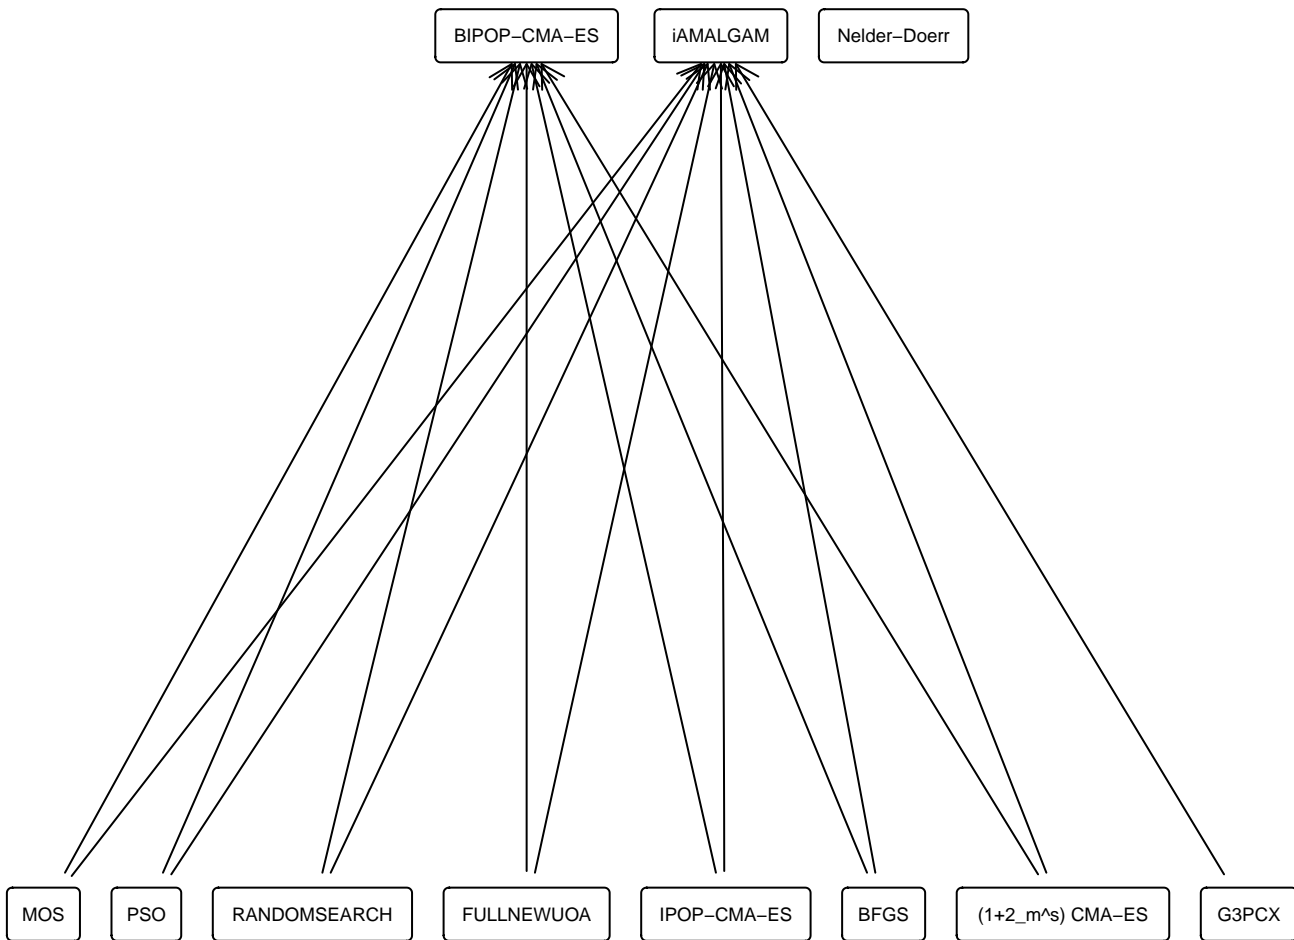 BIPOP−CMA−ES iAMALGAM Nelder−Doerr
MOS PSO RANDOMSEARCH FULLNEWUOA IPOP−CMA−ES BFGS (1+2_m^s) CMA−ES G3PCX